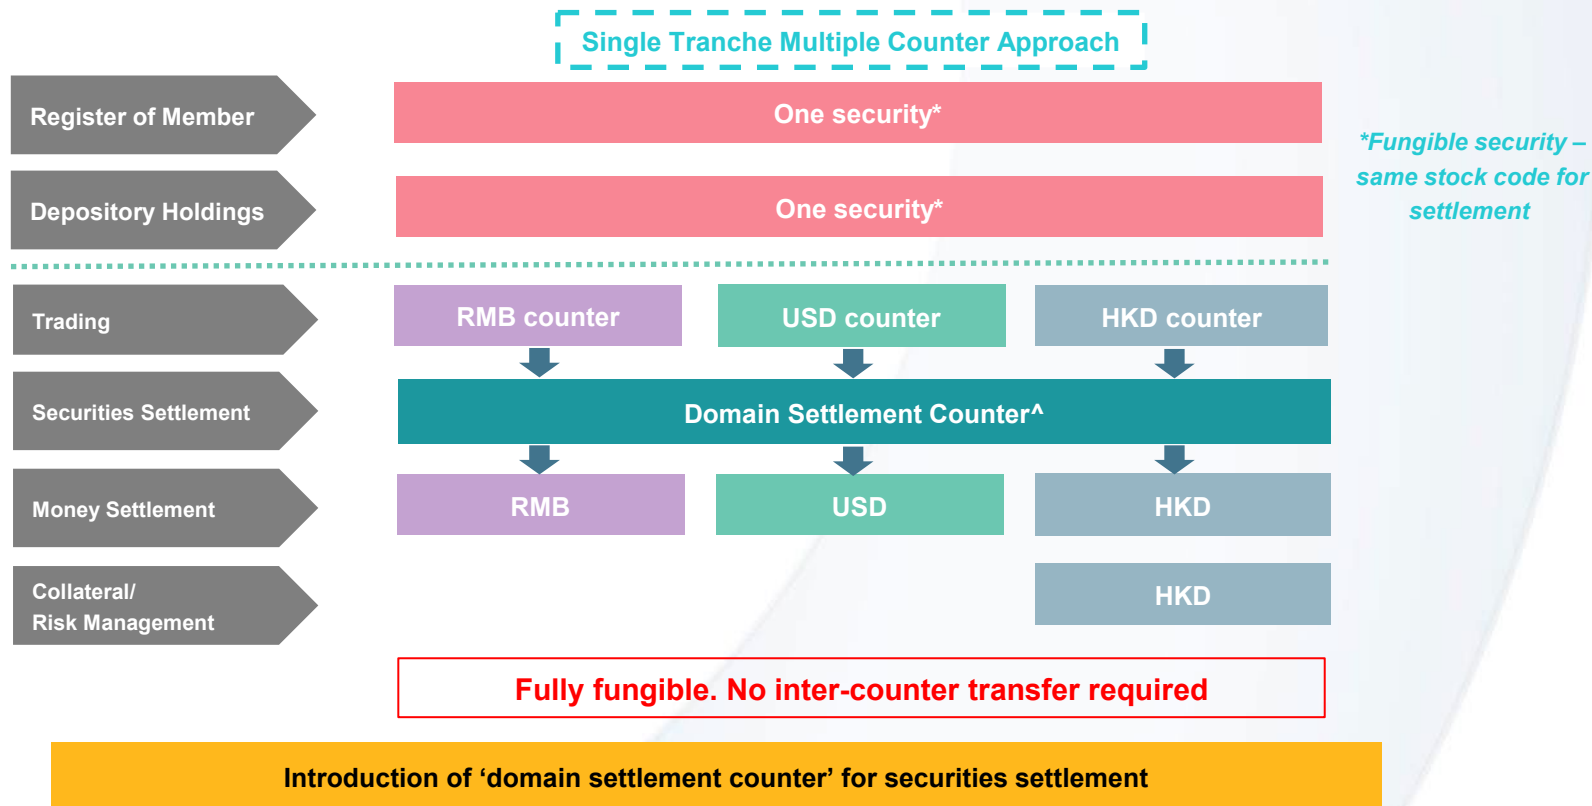 Single Tranche Multiple Counter Approach
Register of Member
One security*
*Fungible security –
same stock code for
settlement
Depository Holdings
One security*
Trading
RMB counter
USD counter
HKD counter
Securities Settlement
Domain Settlement Counter^
Money Settlement
RMB
USD
HKD
Collateral/
Risk Management
HKD
Fully fungible. No inter-counter transfer required
Introduction of ‘domain settlement counter’ for securities settlement